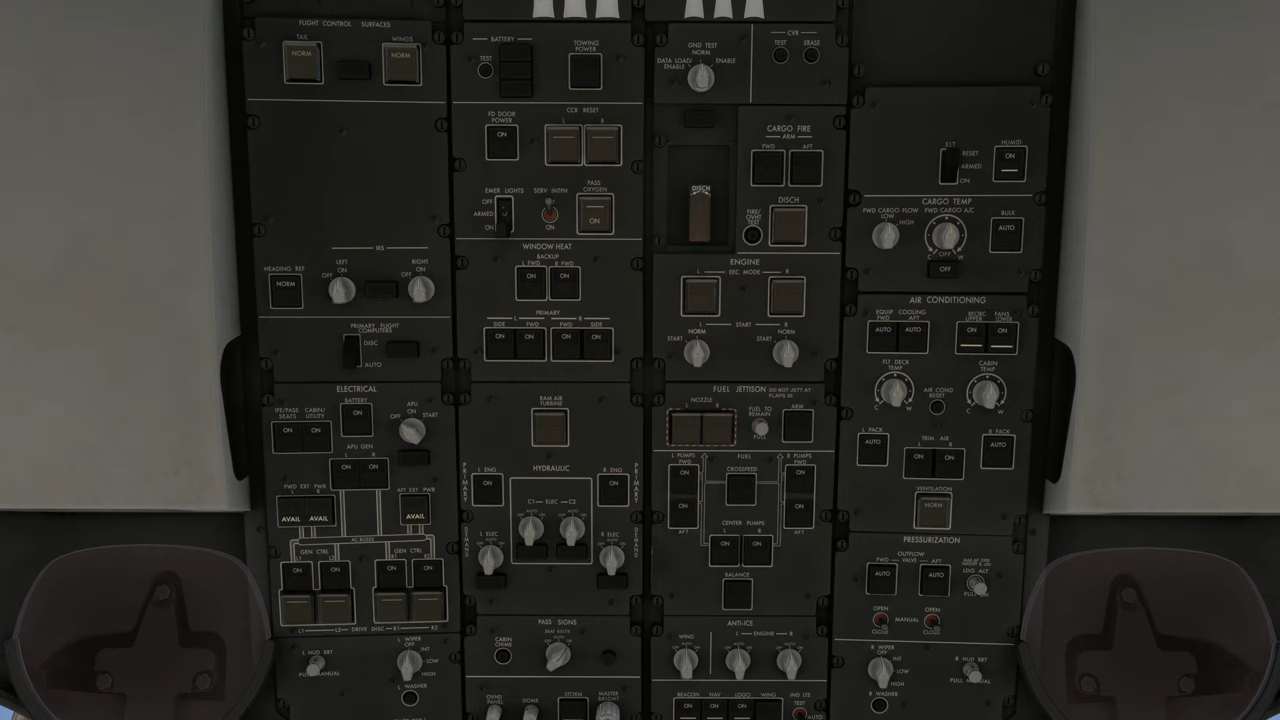 FLIGHT CONTROL SURFACES
TAIL
WINGS
NORM
NORM
HEADING REF
NORM
IRS
LEFT
ON
OFF
RIGHT
ON
OFF
PRIMARY FLIGHT
COMPUTERS
DISC
AUTO
ELECTRICAL
IFE/PASS
SEATS
CABIN/
UTILITY
BATTERY
APU
ON
OFF
START
ON
ON
ON
APU GEN
L
R
ON
ON
FWD EXT PWR
AFT EXT PWR
AVAIL
AVAIL
AVAIL
AC BUSES
GEN CTRL
GEN CTRL
ON
ON
ON
ON
L1
L2
DRIVE DISC
R1
R2
L HUD BRT
PULL MANUAL
L WIPER
OFF
INT
LOW
HIGH
L WASHER
BATTERY
TEST
TOWING
POWER
FD DOOR
POWER
ON
CCR RESET
L
R
EMER LIGHTS
OFF
ARMED
ON
SERV INTPH
ON
PASS
OXYGEN
ON
WINDOW HEAT
BACKUP
L FWD
R FWD
ON
ON
PRIMARY
L
R
SIDE
FWD
FWD
SIDE
ON
ON
ON
ON
RAM AIR
TURBINE
HYDRAULIC
PRIMARY
L ENG
ON
R ENG
ON
PRIMARY
C1
ELEC
C2
DEMAND
L ELEC
R ELEC
DEMAND
PASS SIGNS
CABIN
CHIME
SEAT BELTS
OVHD
PANEL
DOME
STORM
ON
MASTER
BRIGHT
GND TEST
NORM
DATA LOAD/
ENABLE
ENABLE
CVR
TEST
ERASE
CARGO FIRE
ARM
FWD
AFT
DISCH
FIRE/
OVHT
TEST
DISCH
ENGINE
L
EEC MODE
R
L
START
R
NORM
START
NORM
START
FUEL JETTISON
DO NOT JETT AT
FLAPS 30
NOZZLE
L
R
FUEL TO
REMAIN
PULL
ARM
L PUMPS
FWD
FUEL
R PUMPS
FWD
CROSSFEED
ON
ON
ON
ON
AFT
AFT
CENTER PUMPS
L
R
ON
ON
BALANCE
ANTI-ICE
WING
L
ENGINE
R
BEACON
NAV
LOGO
WING
IND LTS
TEST
ON
ON
ON
ON
AUTO
ELT
RESET
ARMED
ON
HUMID
ON
CARGO TEMP
FWD CARGO FLOW
LOW
HIGH
FWD CARGO A/C
C
OFF
W
OFF
BULK
AUTO
AIR CONDITIONING
EQUIP COOLING
FWD
AFT
AUTO
AUTO
RECIRC
UPPER
FANS
LOWER
ON
ON
FLT DECK
TEMP
C
W
AIR COND
RESET
CABIN
TEMP
C
W
L PACK
AUTO
TRIM AIR
L
R
ON
ON
R PACK
AUTO
VENTILATION
NORM
PRESSURIZATION
OUTFLOW
VALVE
FWD
AFT
AUTO
AUTO
LDG ALT
OPEN
CLOSE
MANUAL
OPEN
CLOSE
R WIPER
OFF
INT
LOW
HIGH
R WASHER
R HUD BRT
PULL MANUAL